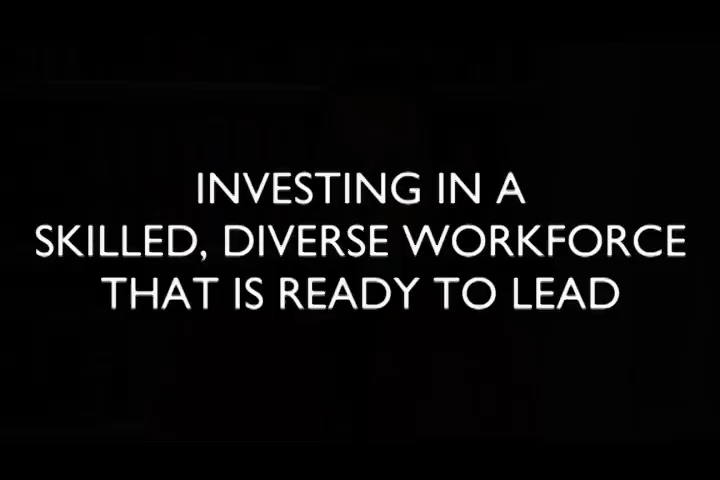 INVESTING IN A
SKILLED, DIVERSE WORKFORCE
THAT IS READY TO LEAD